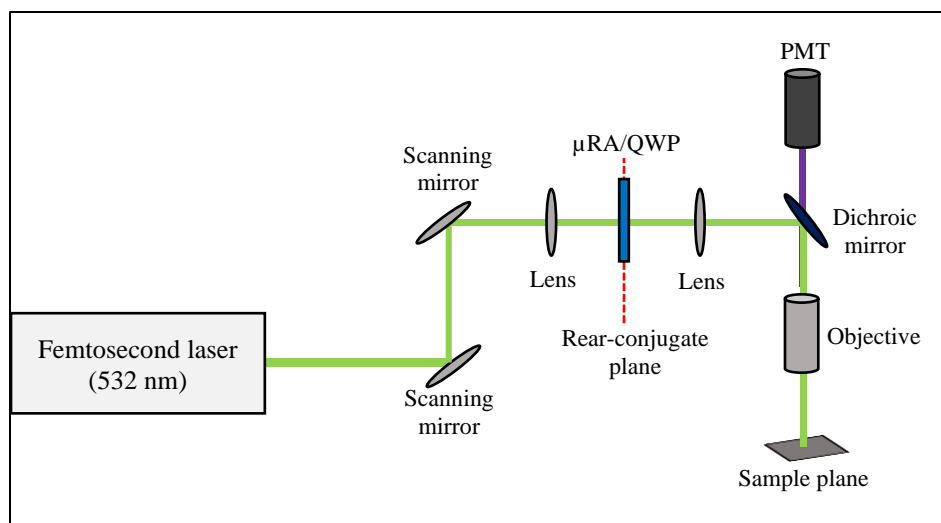 PMT
µRA/QWP
Scanning
mirror
Dichroic
mirror
Lens
Lens
Rear-conjugate
plane
Objective
Femtosecond laser
(532 nm)
Scanning
mirror
Sample plane